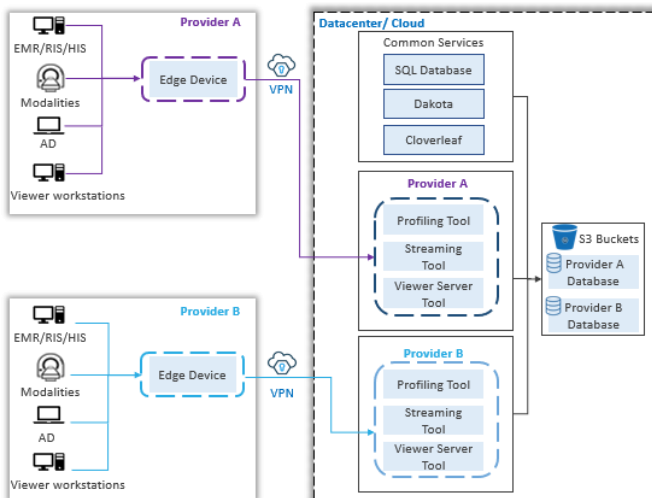 Provider A
EMR/RIS/HIS
Modalities
AD
Viewer workstations
Edge Device
VPN
Provider B
EMR/RIS/HIS
Modalities
AD
Viewer workstations
Edge Device
VPN
Datacenter/ Cloud
Common Services
SQL Database
Dakota
Cloverleaf
Provider A
Profiling Tool
Streaming
Tool
Viewer Server
Tool
Provider B
Profiling Tool
Streaming
Tool
Viewer Server
Tool
S3 Buckets
Provider A
Database
Provider B
Database